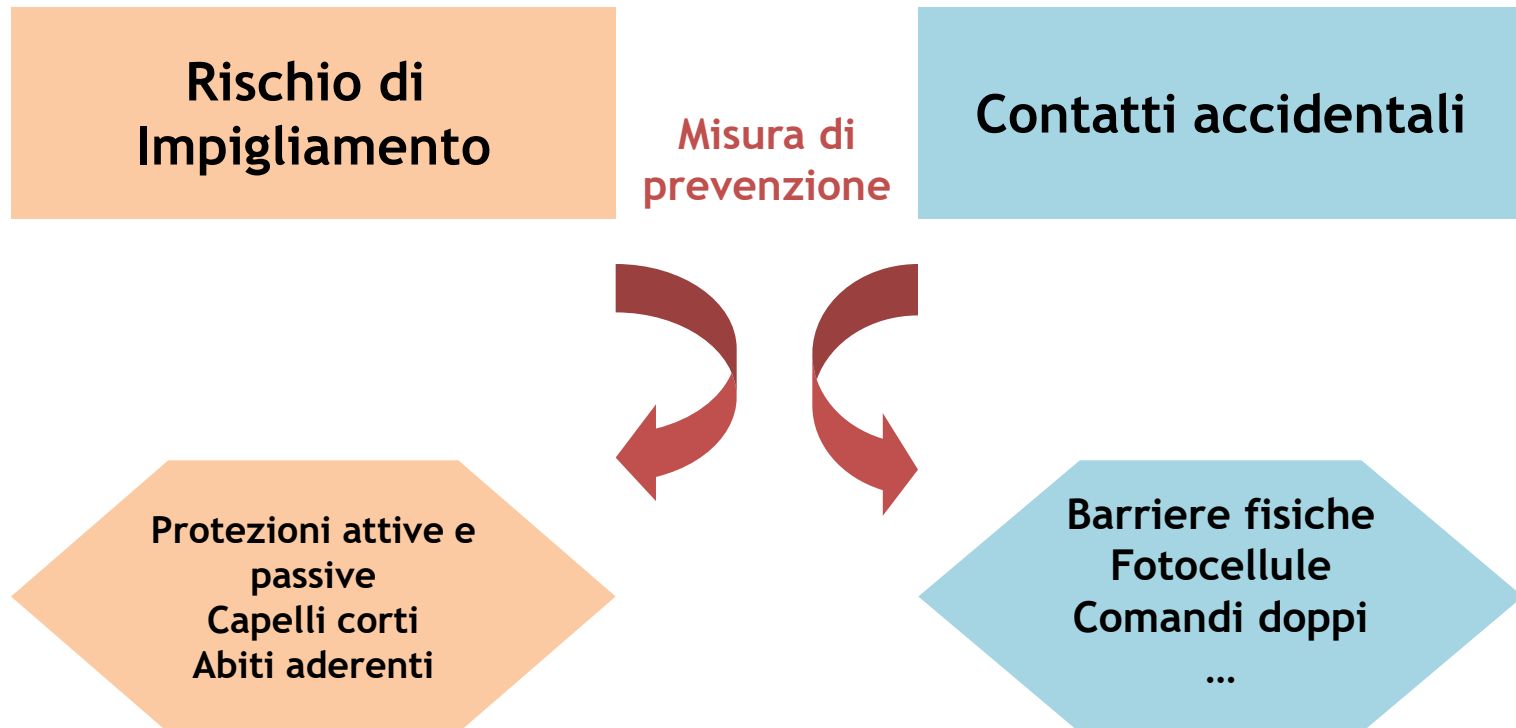 Rischio di
Impigliamento
Misura di
prevenzione
Contatti accidentali
Protezioni attive e
passive
Capelli corti
Abiti aderenti
Barriere fisiche
Fotocellule
Comandi doppi
…